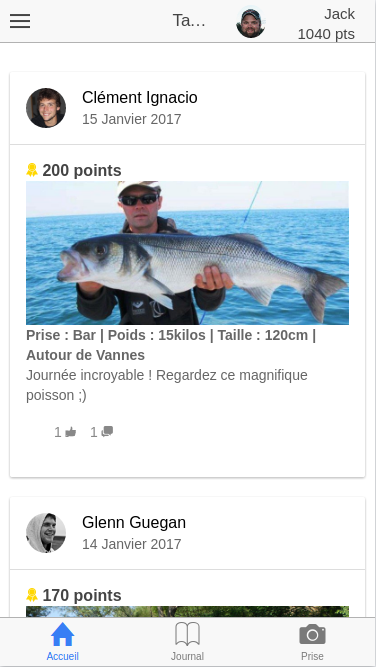 Ta...
Jack
1040 pts
Clément Ignacio
15 Janvier 2017
200 points
Prise : Bar | Poids : 15kilos | Taille : 120cm |
Autour de Vannes
Journée incroyable ! Regardez ce magnifique
poisson ;)
1 1
Glenn Guegan
14 Janvier 2017
170 points
Accueil Journal Prise